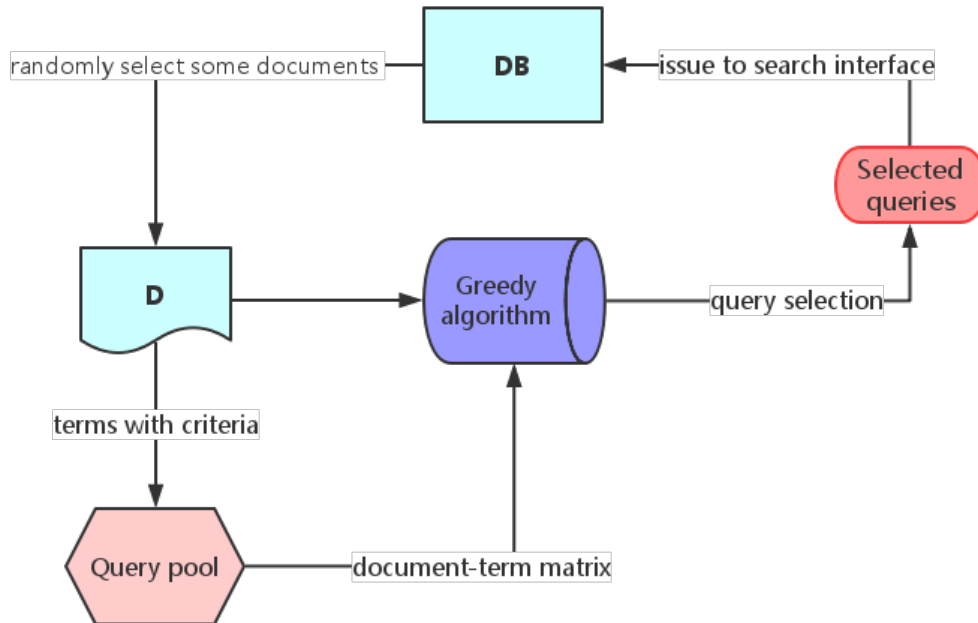 randomly select some documents
DB
issue to search interface
Selected
queries
D
Greedy
algorithm
query selection
terms with criteria
Query pool
document-term matrix